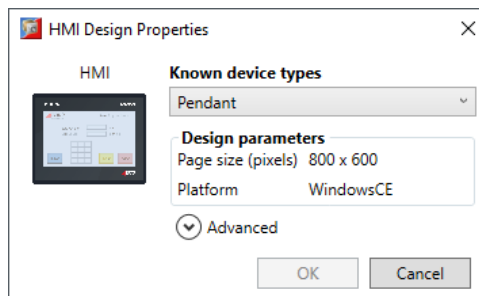 HMI Design Properties
HMI
Known device types
Pendant
Design parameters
Page size (pixels) 800 x 600
Platform WindowsCE
Advanced
OK Cancel